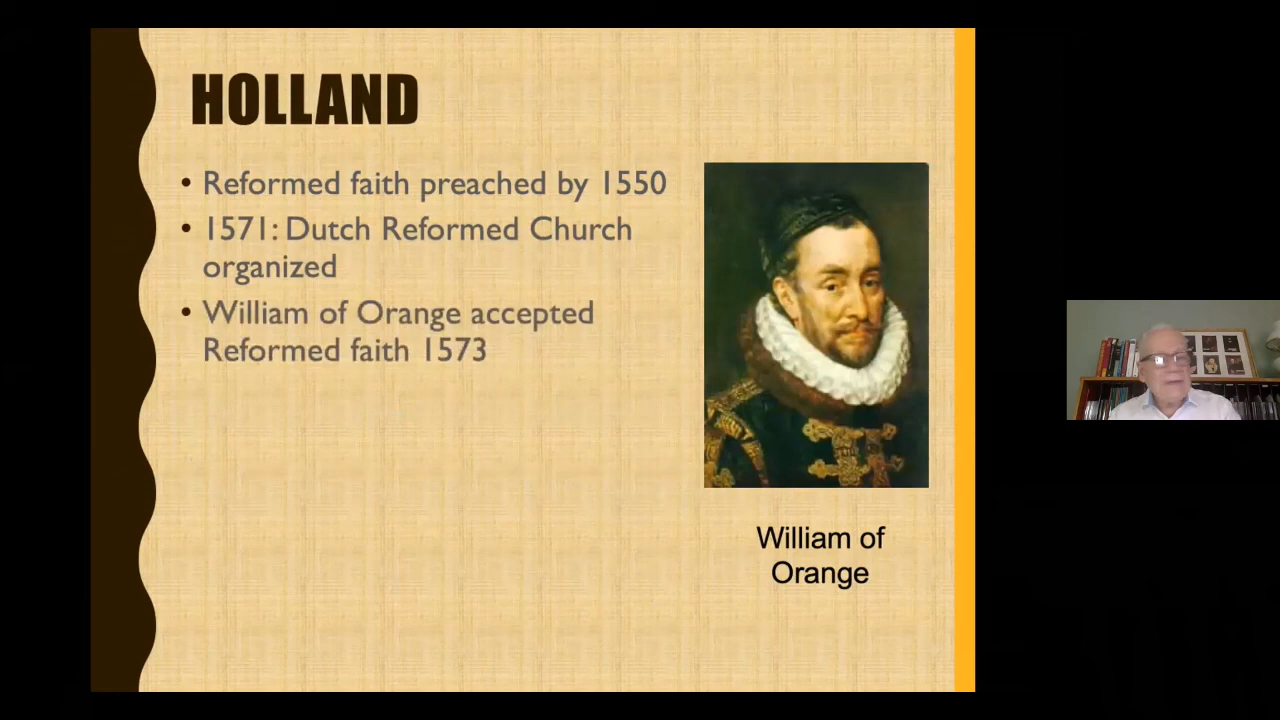 HOLLAND
• Reformed faith preached by 1550
• 1571: Dutch Reformed Church
organized
• William of Orange accepted
Reformed faith 1573
William of
Orange